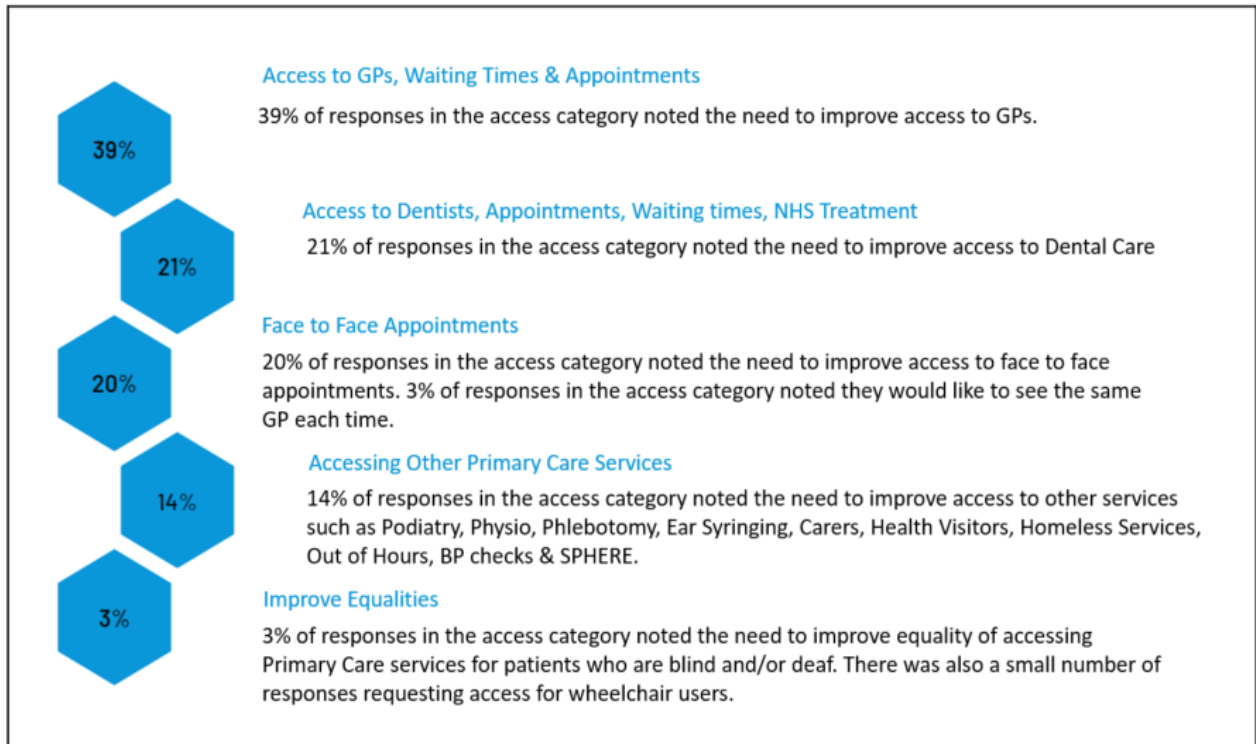 Access to GPs, Waiting Times & Appointments
39%
39% of responses in the access category noted the need to improve access to GPs.
Access to Dentists, Appointments, Waiting times, NHS Treatment
21%
21% of responses in the access category noted the need to improve access to Dental Care
Face to Face Appointments
20%
20% of responses in the access category noted the need to improve access to face to face
appointments. 3% of responses in the access category noted they would like to see the same
GP each time.
Accessing Other Primary Care Services
14%
14% of responses in the access category noted the need to improve access to other services
such as Podiatry, Physio, Phlebotomy, Ear Syringing, Carers, Health Visitors, Homeless Services,
Out of Hours, BP checks & SPHERE.
Improve Equalities
3%
3% of responses in the access category noted the need to improve equality of accessing
Primary Care services for patients who are blind and/or deaf. There was also a small number of
responses requesting access for wheelchair users.